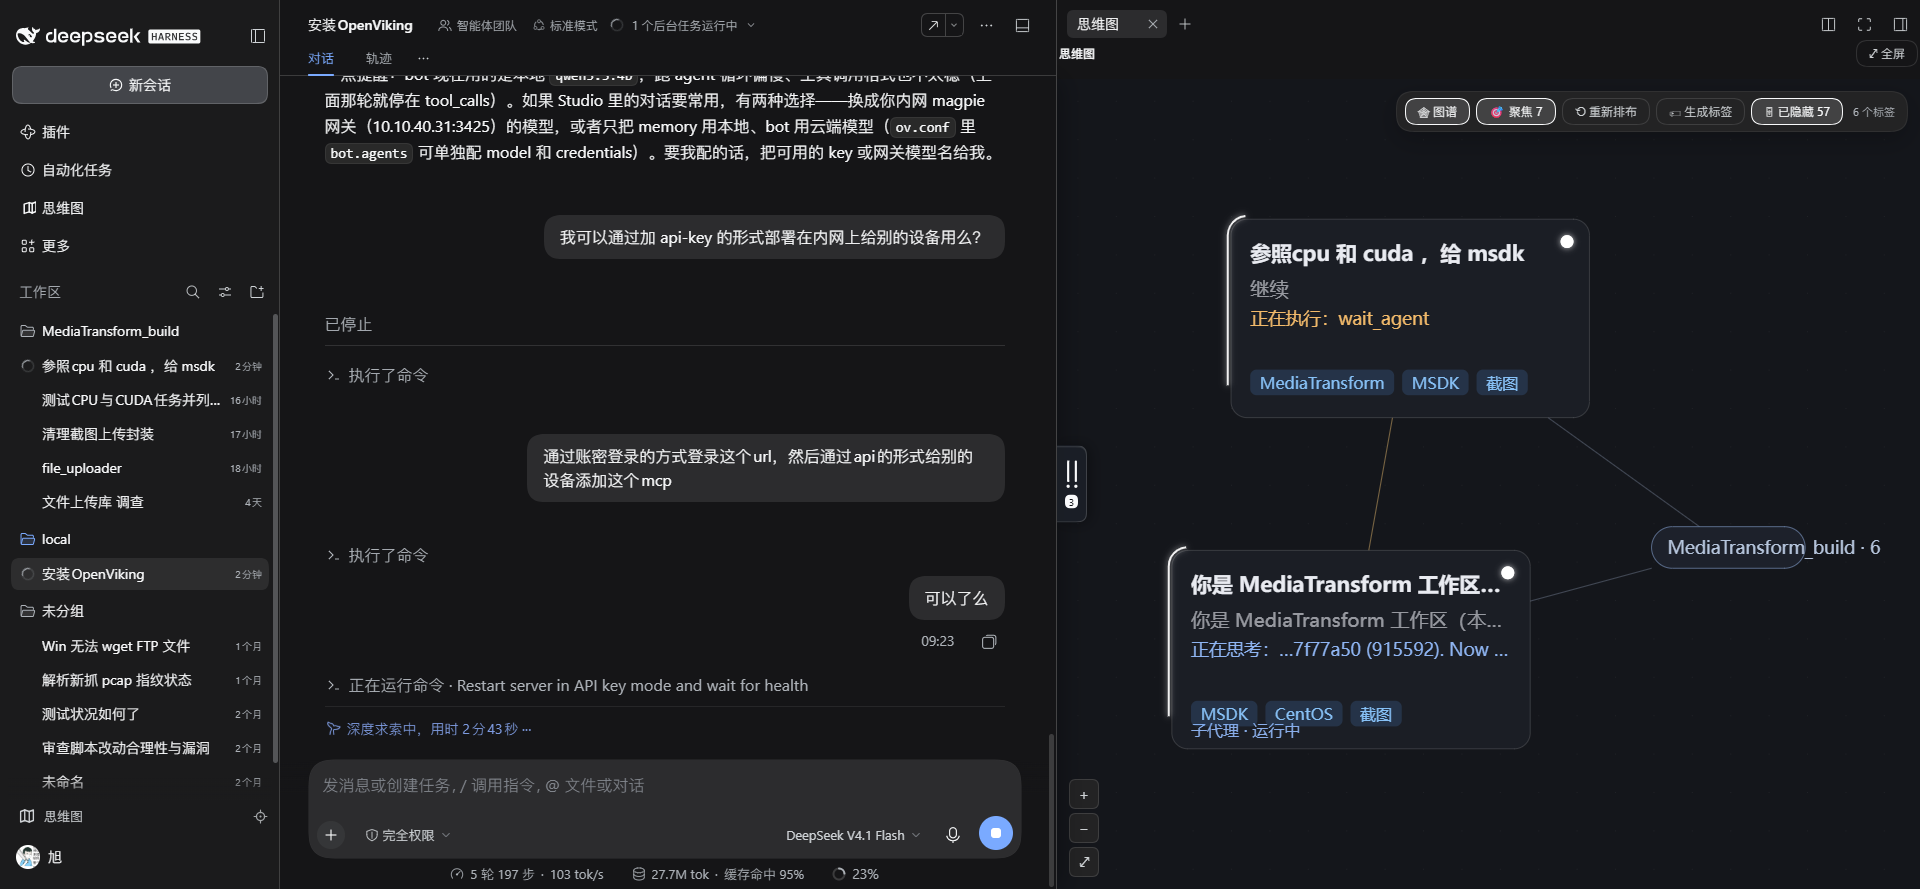 deepseek HARNESS
新会话
插件
自动化任务
思维图
更多
工作区
MediaTransform_build
参照cpu 和 cuda ，给 msdk 2分钟
测试CPU与CUDA任务并列... 16小时
清理截图上传封装 17小时
file_uploader 18小时
文件上传库 调查 4天
local
安装OpenViking 2分钟
未分组
Win 无法 wget FTP 文件 1个月
解析新抓 pcap 指纹状态 1个月
测试状况如何了 2个月
审查脚本改动合理性与漏洞 2个月
未命名 2个月
思维图
旭
安装OpenViking 智能体团队 标准模式 1 个后台任务运行中
对话 轨迹 ···
面那轮就停在 tool_calls）。如果 Studio 里的对话要常用，有两种选择——换成你内网 magpie
网关（10.10.40.31:3425）的模型，或者只把 memory 用本地、bot 用云端模型（ov.conf 里
bot.agents 可单独配 model 和 credentials）。要我配的话，把可用的 key 或网关模型名给我。
我可以通过加 api-key 的形式部署在内网上给别的设备用么？
已停止
执行了命令
通过账密登录的方式登录这个url，然后通过api的形式给别的
设备添加这个mcp
执行了命令
可以了么
09:23
正在运行命令 · Restart server in API key mode and wait for health
深度求索中，用时 2分43秒 ···
发消息或创建任务, / 调用指令, @ 文件或对话
完全权限
DeepSeek V4.1 Flash
5 轮 197 步 · 103 tok/s 27.7M tok · 缓存命中 95% 23%
思维图
思维图
全屏
图谱 聚焦 7 重新排布 生成标签 已隐藏 57 6 个标签
参照cpu 和 cuda ，给 msdk
继续
正在执行：wait_agent
MediaTransform MSDK 截图
3
MediaTransform_build · 6
你是 MediaTransform 工作区...
你是 MediaTransform 工作区（本...
正在思考：...7f77a50 (915592). Now ...
MSDK CentOS 截图
子代理 · 运行中